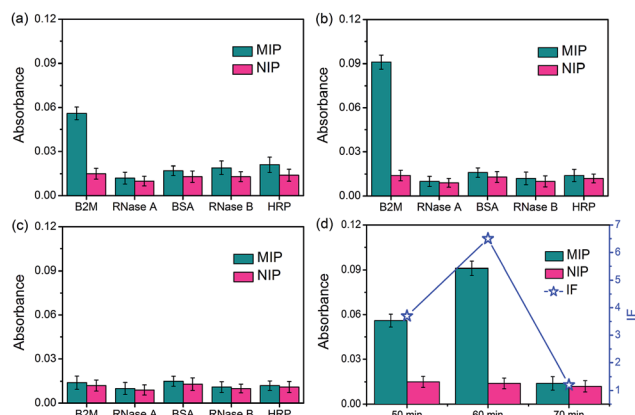 (a)
0.12
0.09
0.06
0.03
0.00
Absorbance
MIP
NIP
B2M RNase A BSA RNase B HRP
(b)
0.12
0.09
0.06
0.03
0.00
Absorbance
MIP
NIP
B2M RNase A BSA RNase B HRP
(c)
0.12
0.09
0.06
0.03
0.00
Absorbance
MIP
NIP
B2M RNase A BSA RNase B HRP
(d)
0.12
0.09
0.06
0.03
0.00
Absorbance
MIP
NIP
IF
7
6
5
4
3
2
1
IF
50 min 60 min 70 min